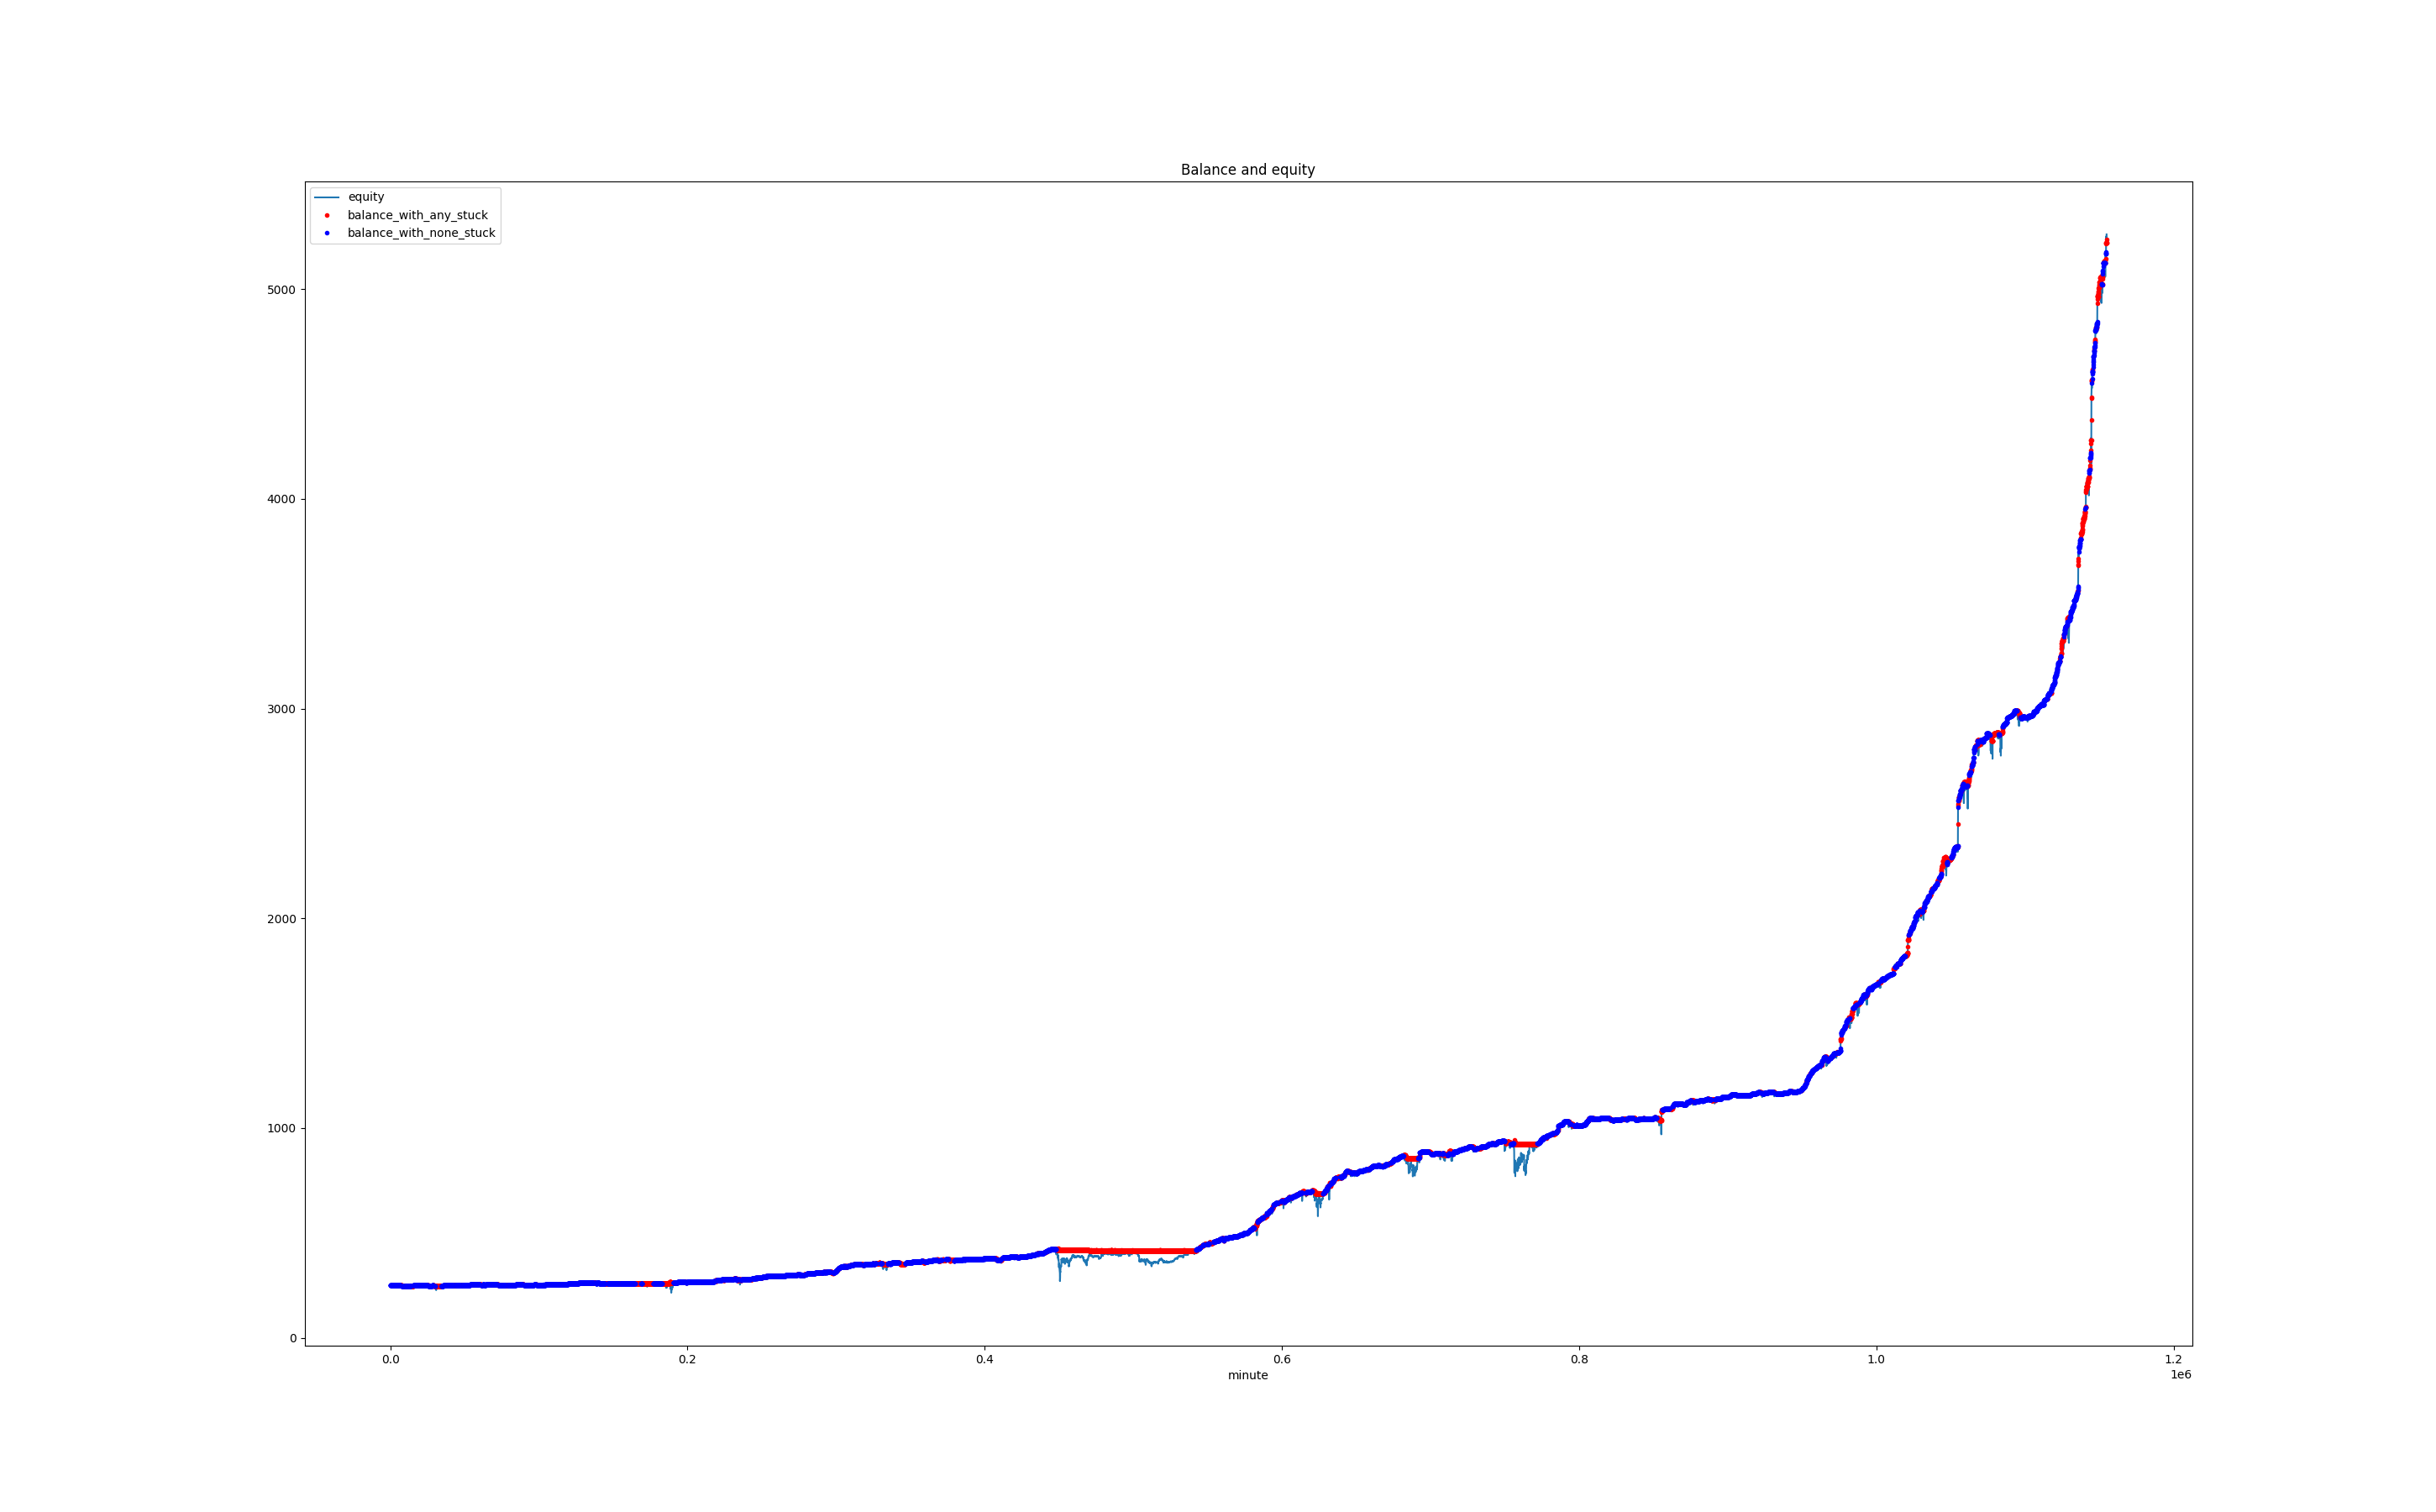 Balance and equity
equity
balance_with_any_stuck
balance_with_none_stuck
5000
4000
3000
2000
1000
0
0.0 0.2 0.4 0.6 0.8 1.0 1.2
minute
1e6